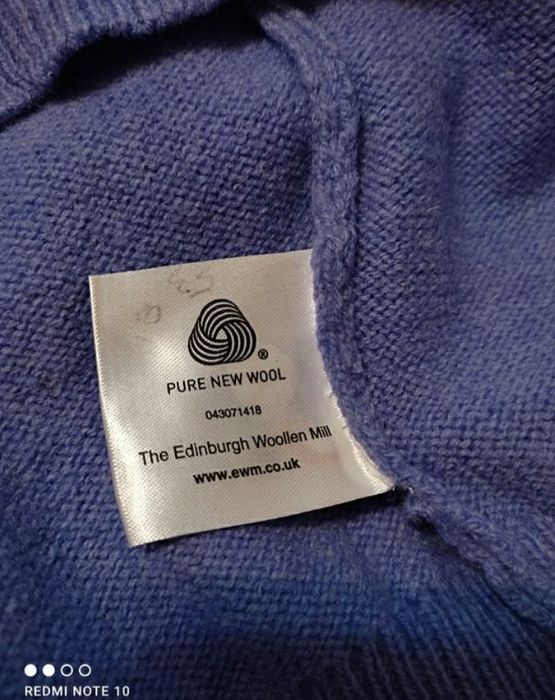 ®
PURE NEW WOOL
043071418
The Edinburgh Woollen Mill
www.ewm.co.uk
REDMI NOTE 10